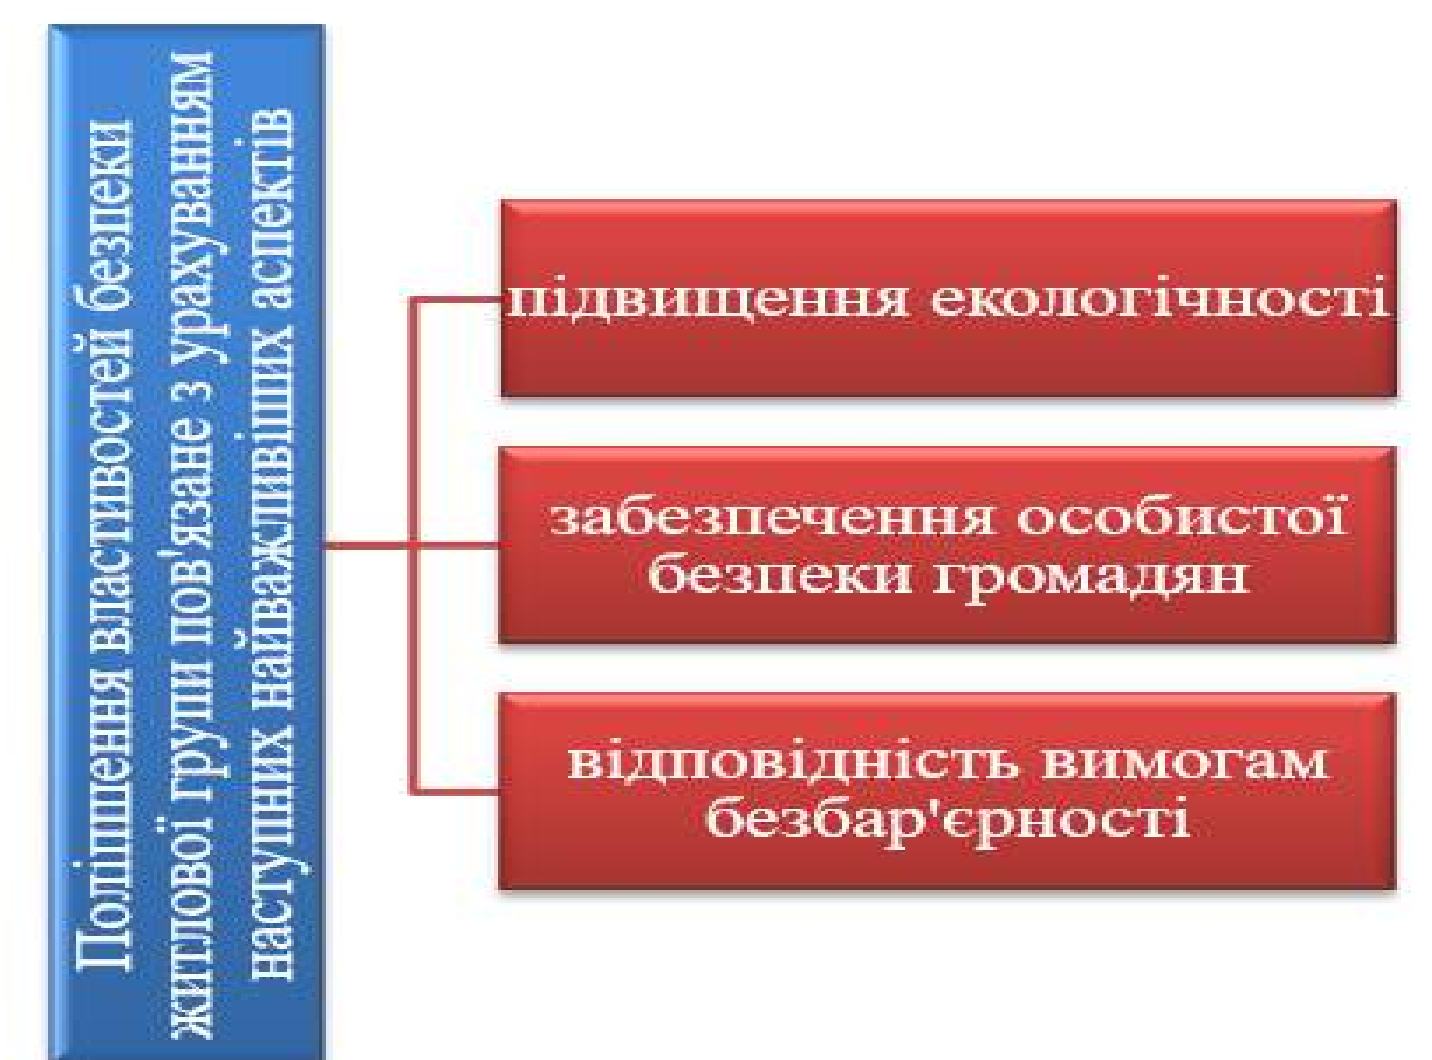 Поліпшення властивостей безпеки
житлової групи пов'язане з урахуванням
наступних найважливіших аспектів
підвищення екологічності
забезпечення особистої
безпеки громадян
відповідність вимогам
безбар'єрності